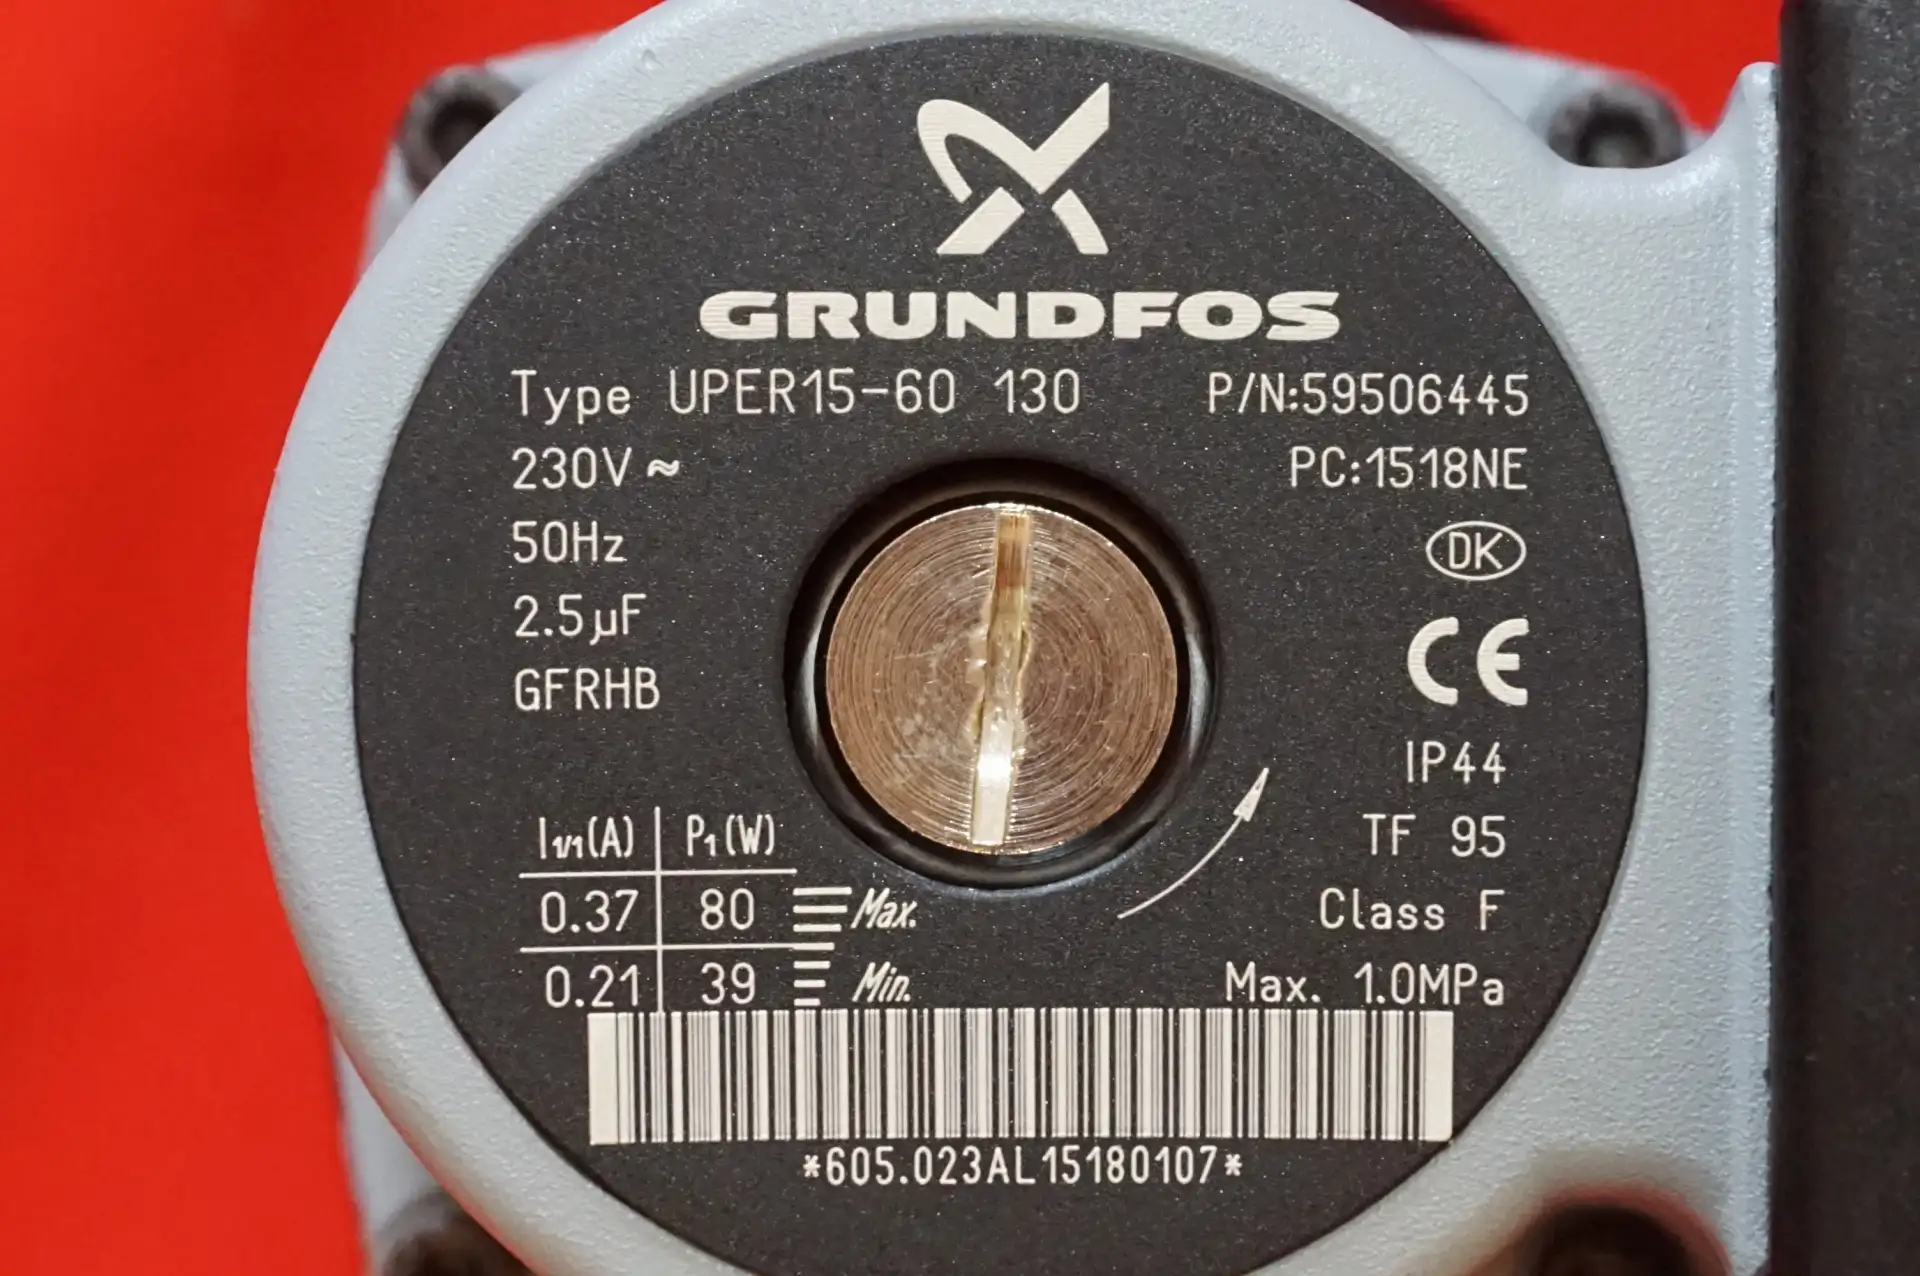 GRUNDFOS
Type UPER15-60 130 P/N:59506445
230V ~ PC:1518NE
50Hz DK
2.5µF CE
GFRHB
IP44
I1/1(A) P1(W) TF 95
0.37 80 Max. Class F
0.21 39 Min. Max. 1.0MPa
*605.023AL15180107*